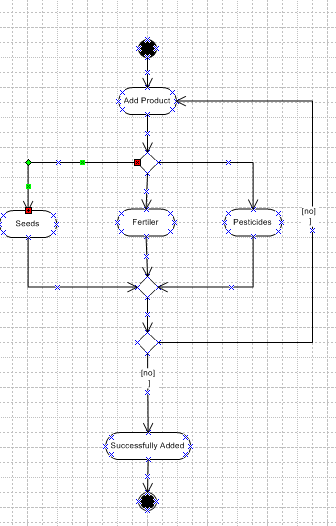 Add Product
[no]
]
Seeds
Fertiler
Pesticides
[no]
]
Successfully Added